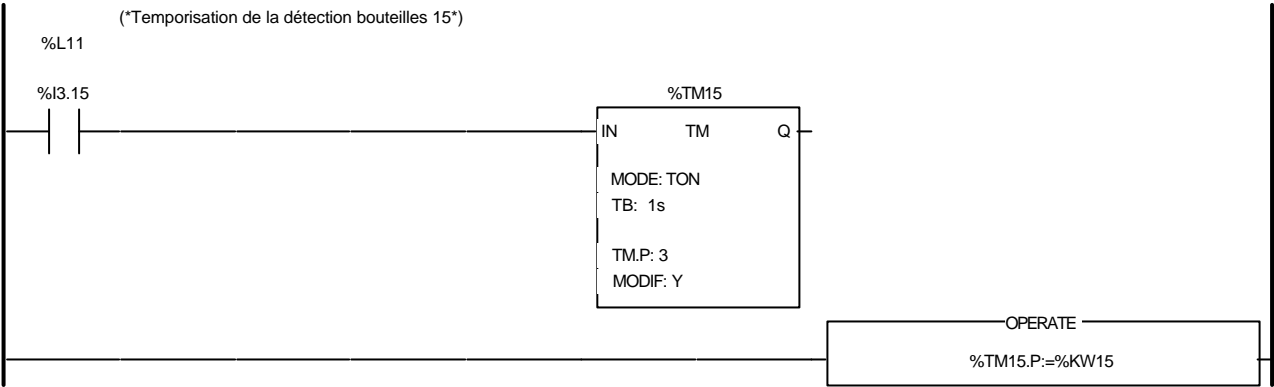 (*Temporisation de la détection bouteilles 15*)
%L11
%I3.15
%TM15
IN TM Q
MODE: TON
TB: 1s
TM.P: 3
MODIF: Y
OPERATE
%TM15.P:=%KW15